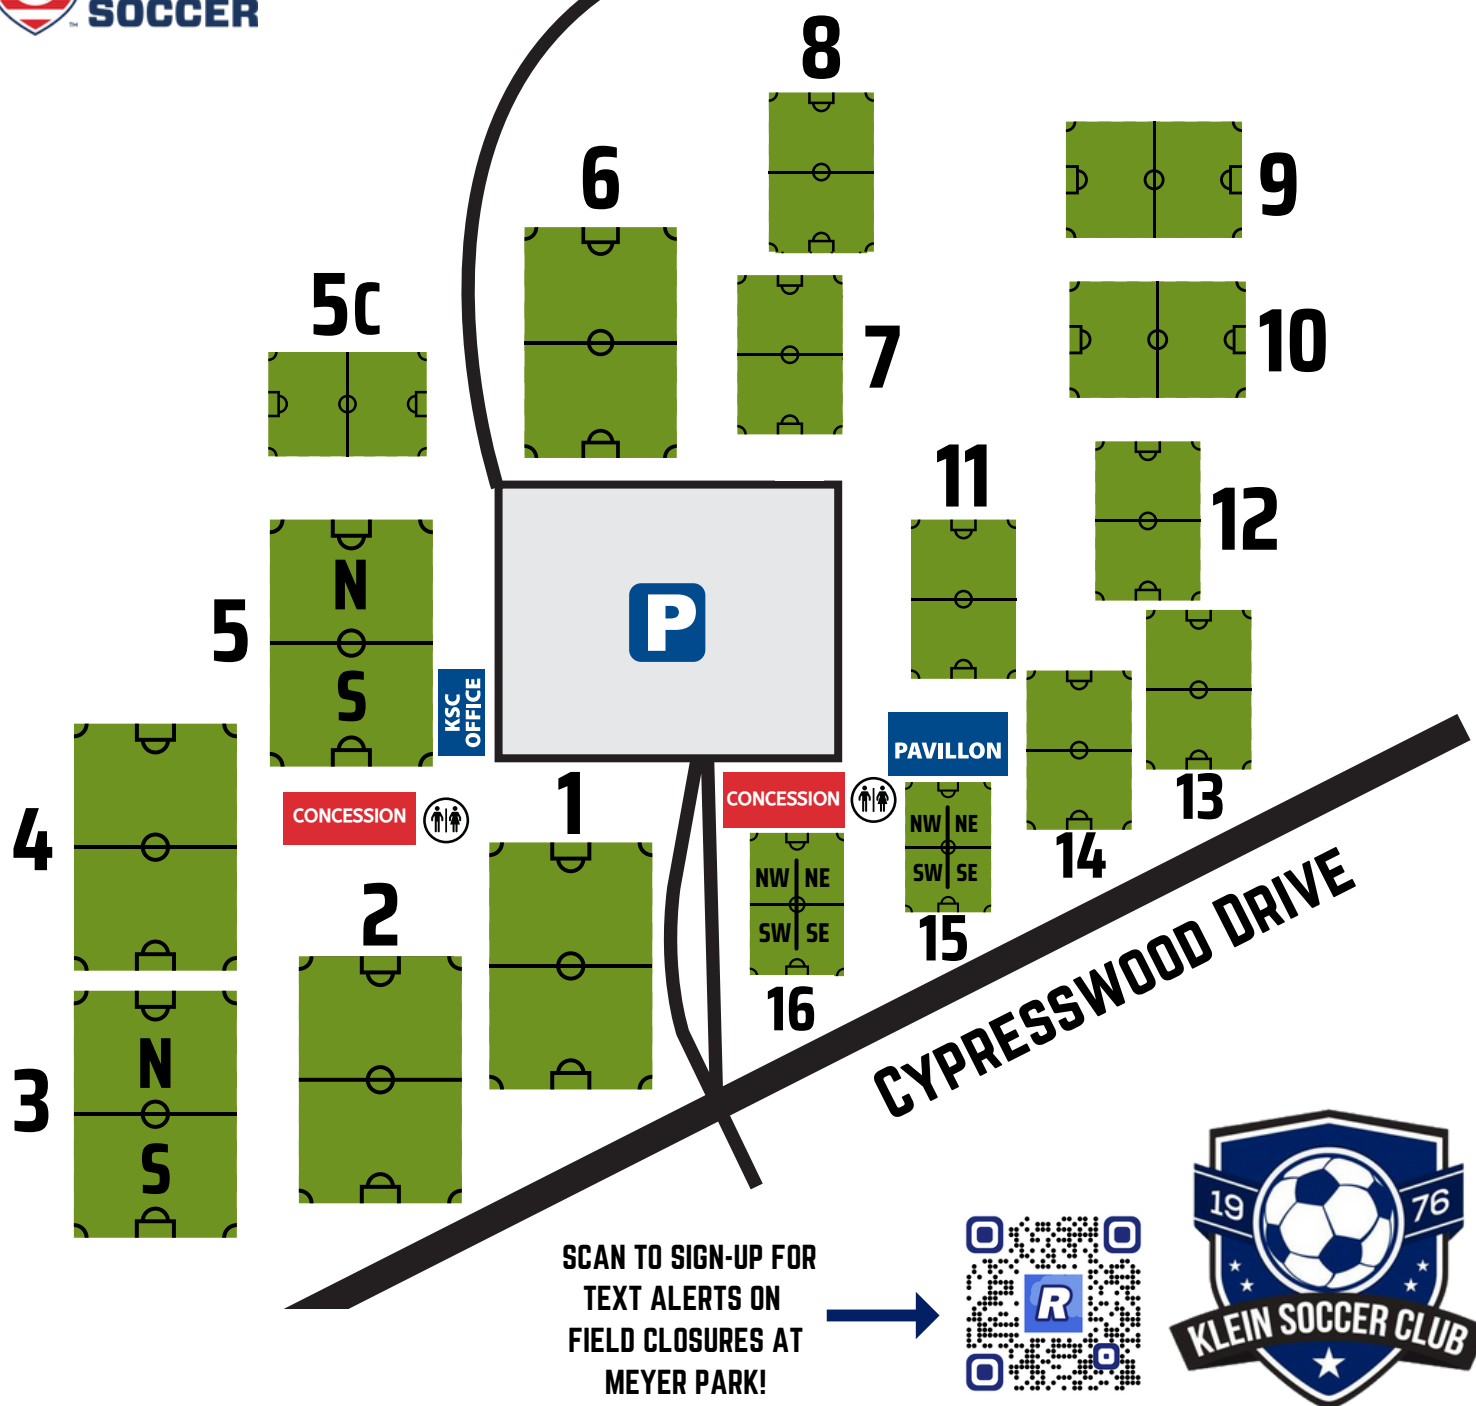 SOCCER
™
8
6
9
5C
7
10
11
12
N
5
P
S
KSC
OFFICE
PAVILLON
CONCESSION
CONCESSION
1
13
4
NW NE
SW SE
14
2
NW NE
SW SE
15
16
N
3
S
CYPRESSWOOD DRIVE
SCAN TO SIGN-UP FOR
TEXT ALERTS ON
FIELD CLOSURES AT
MEYER PARK!
R
19 76
KLEIN SOCCER CLUB